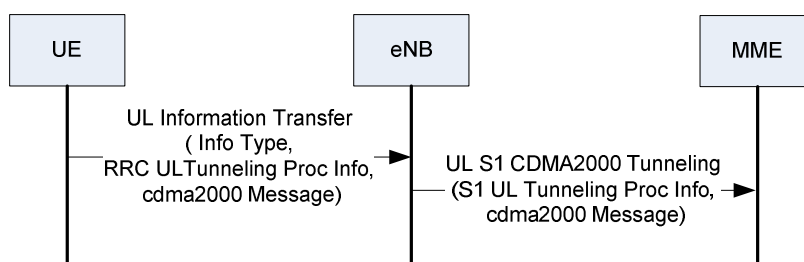 UE
eNB
MME
UL Information Transfer
( Info Type,
RRC ULTunneling Proc Info,
cdma2000 Message)
UL S1 CDMA2000 Tunneling
(S1 UL Tunneling Proc Info,
cdma2000 Message)